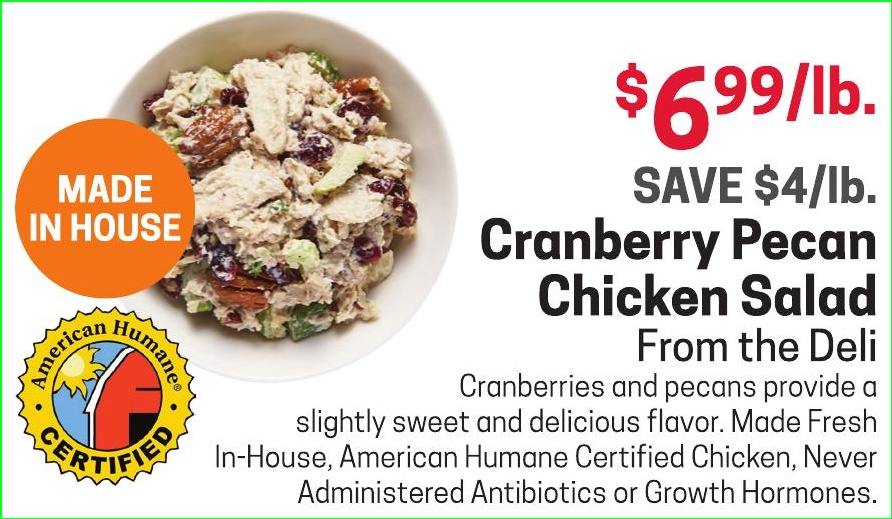 $6.99/lb.
SAVE $4/lb.
MADE
IN HOUSE
Cranberry Pecan
Chicken Salad
From the Deli
American Humane©
CERTIFIED
Cranberries and pecans provide a
slightly sweet and delicious flavor. Made Fresh
In-House, American Humane Certified Chicken, Never
Administered Antibiotics or Growth Hormones.